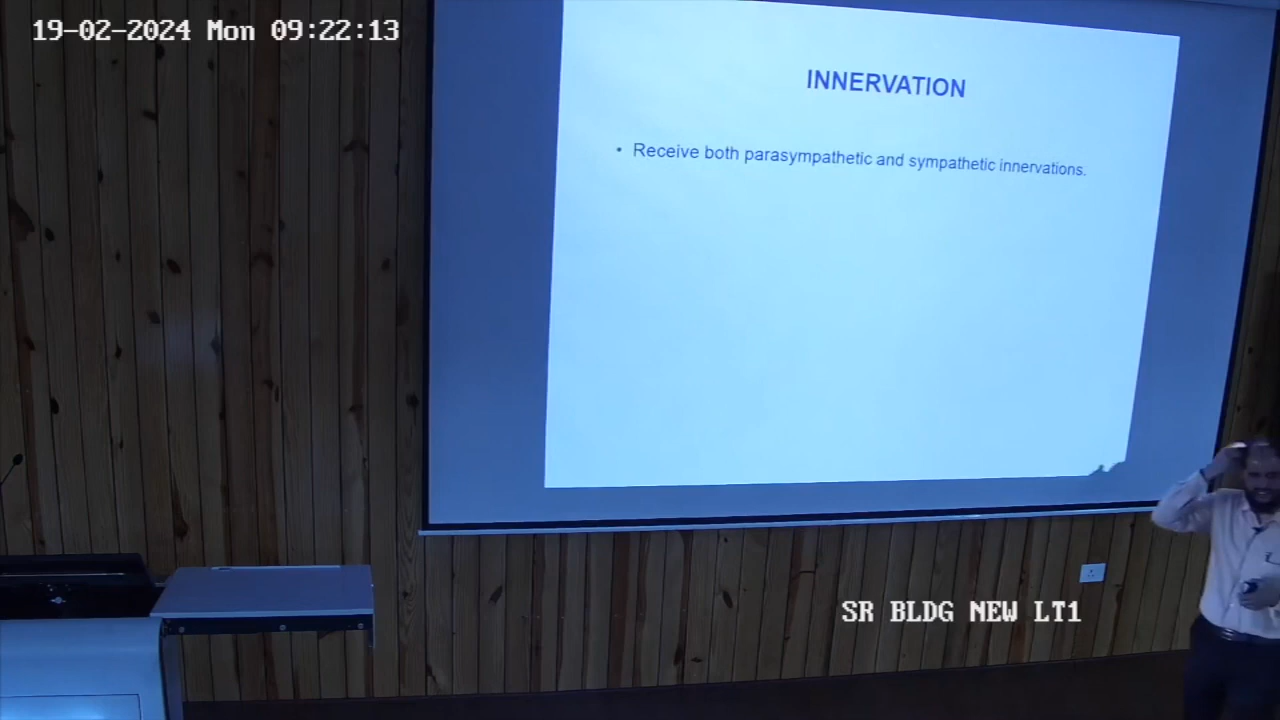 19-02-2024 Mon 09:22:13
INNERVATION
• Receive both parasympathetic and sympathetic innervations.
SR BLDG NEW LT1